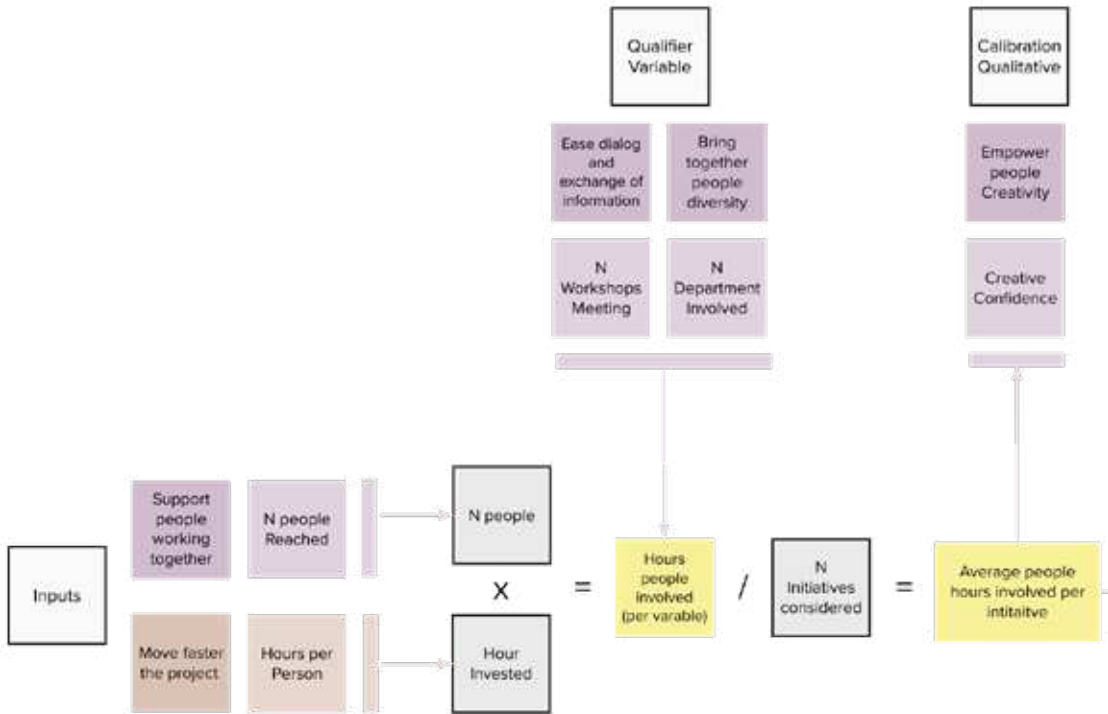 Qualifier
Variable
Calibration
Qualitative
Ease dialog
and
exchange of
information
Bring
together
people
diversity
Empower
people
Creativity
N
Workshops
Meeting
N
Department
Involved
Creative
Confidence
Inputs
Support
people
working
together
N people
Reached
N people
Move faster
the project
Hours per
Person
Hour
Invested
X
=
Hours
people
involved
(per varable)
/
N
Initiatives
considered
=
Average people
hours involved per
intitaitve